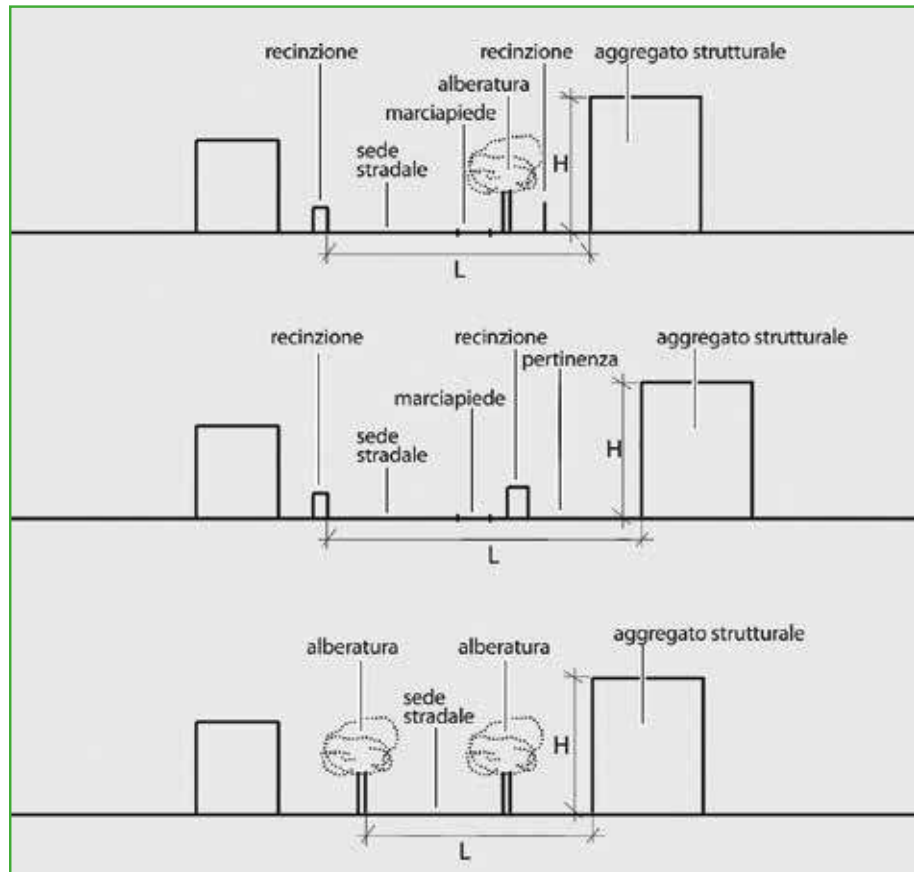 recinzione
recinzione
aggregato strutturale
alberatura
marciapiede
sede
stradale
H
L
recinzione
recinzione
aggregato strutturale
pertinenza
marciapiede
sede
stradale
H
L
alberatura
alberatura
aggregato strutturale
sede
stradale
H
L